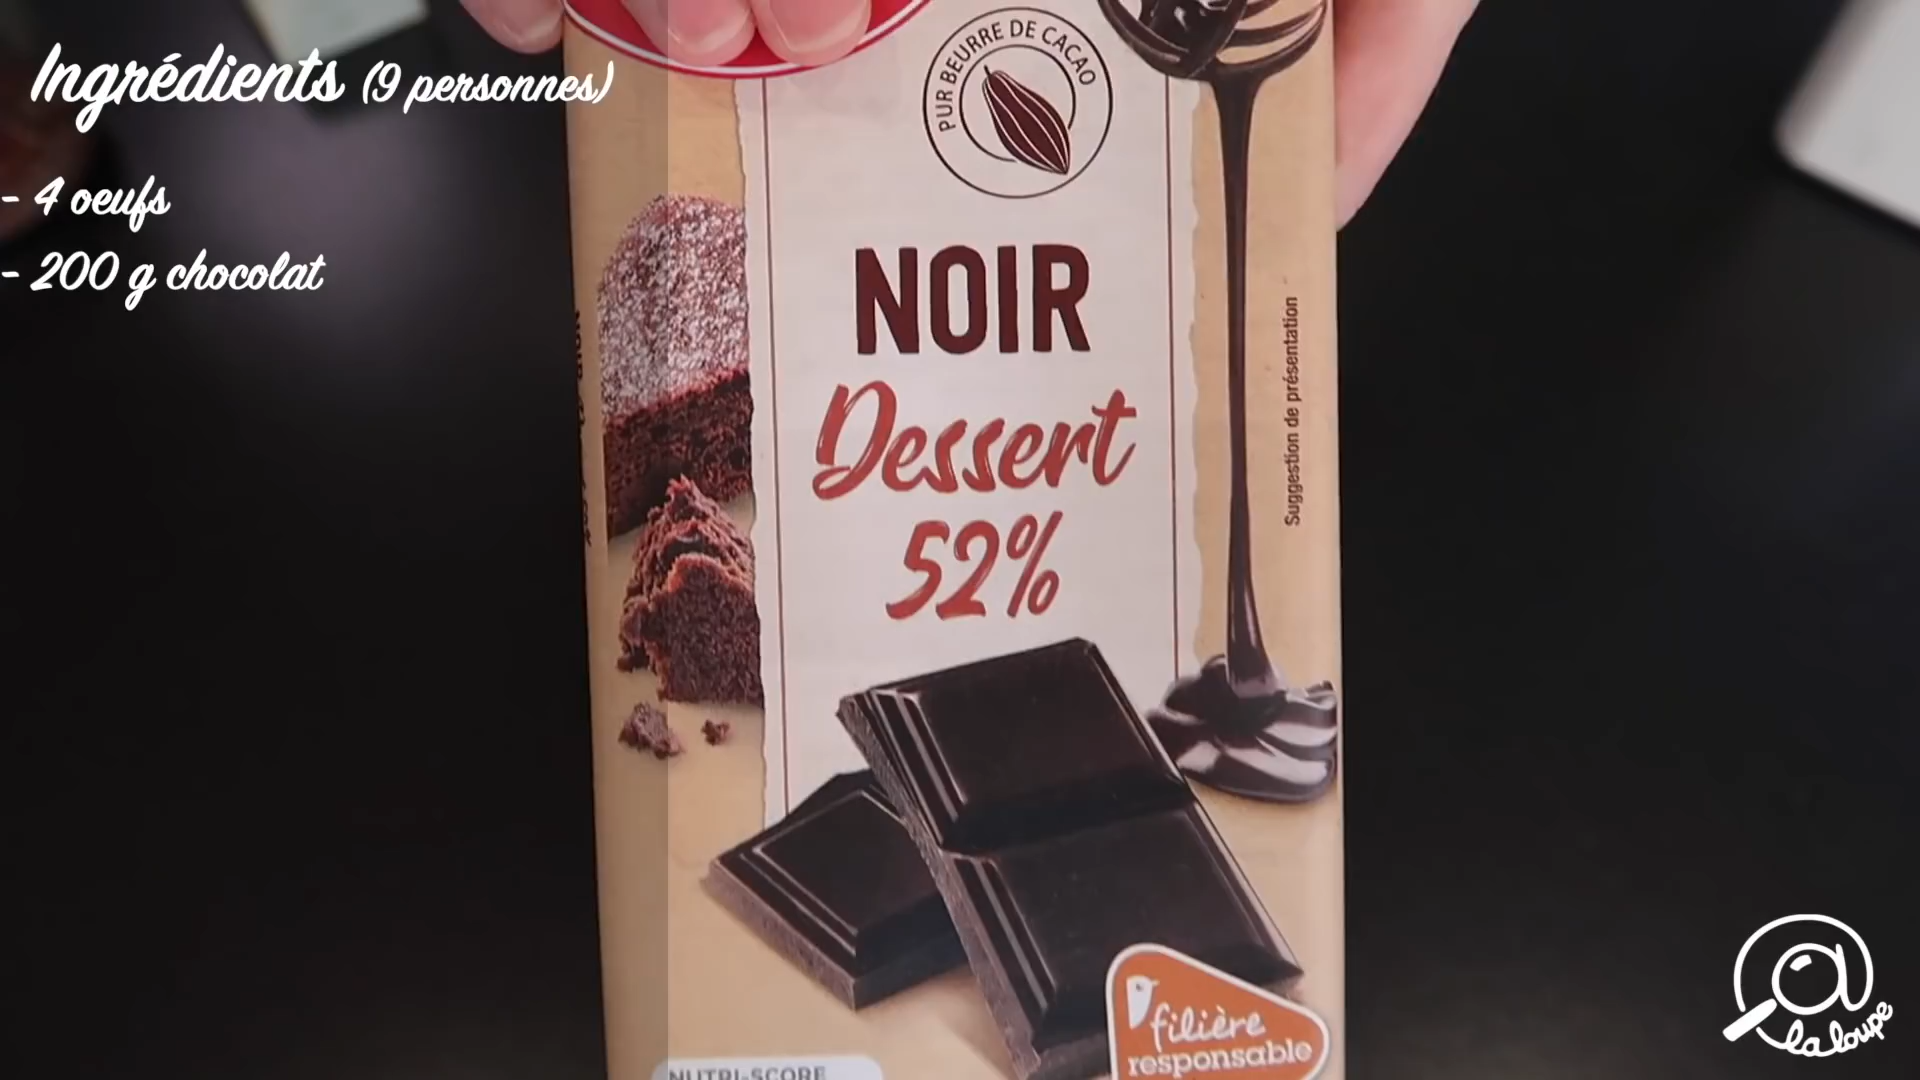 Ingrédients (9 personnes)
- 4 oeufs
- 200 g chocolat
PUR BEURRE DE CACAO
NOIR
Dessert
52%
Suggestion de présentation
filière
responsable
NUTRI-SCORE
@ la loupe